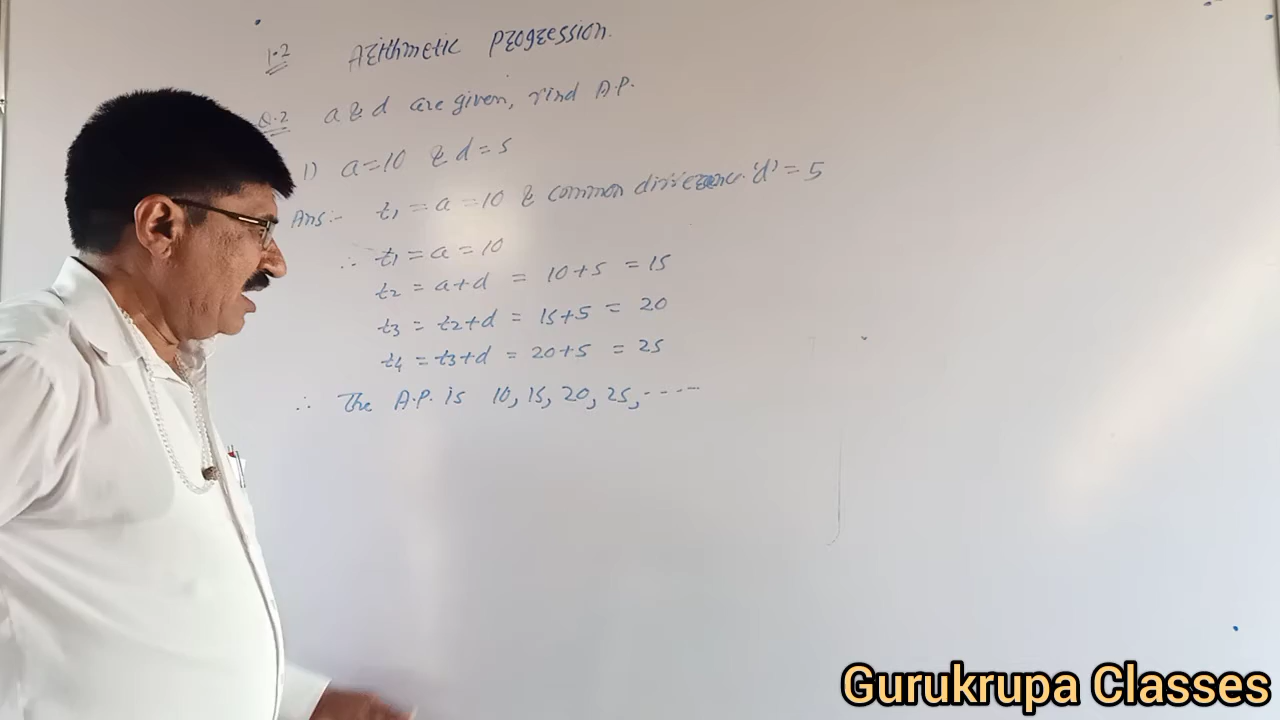 1.2 Arithmetic progression.
Q.2 a & d are given, Find A.P.
1) a=10 & d=5
Ans:- t1 = a = 10 & common difference 'd' = 5
∴ t1 = a = 10
t2 = a+d = 10+5 = 15
t3 = t2+d = 15+5 = 20
t4 = t3+d = 20+5 = 25
∴ The A.P. is 10, 15, 20, 25, -----
Gurukrupa Classes